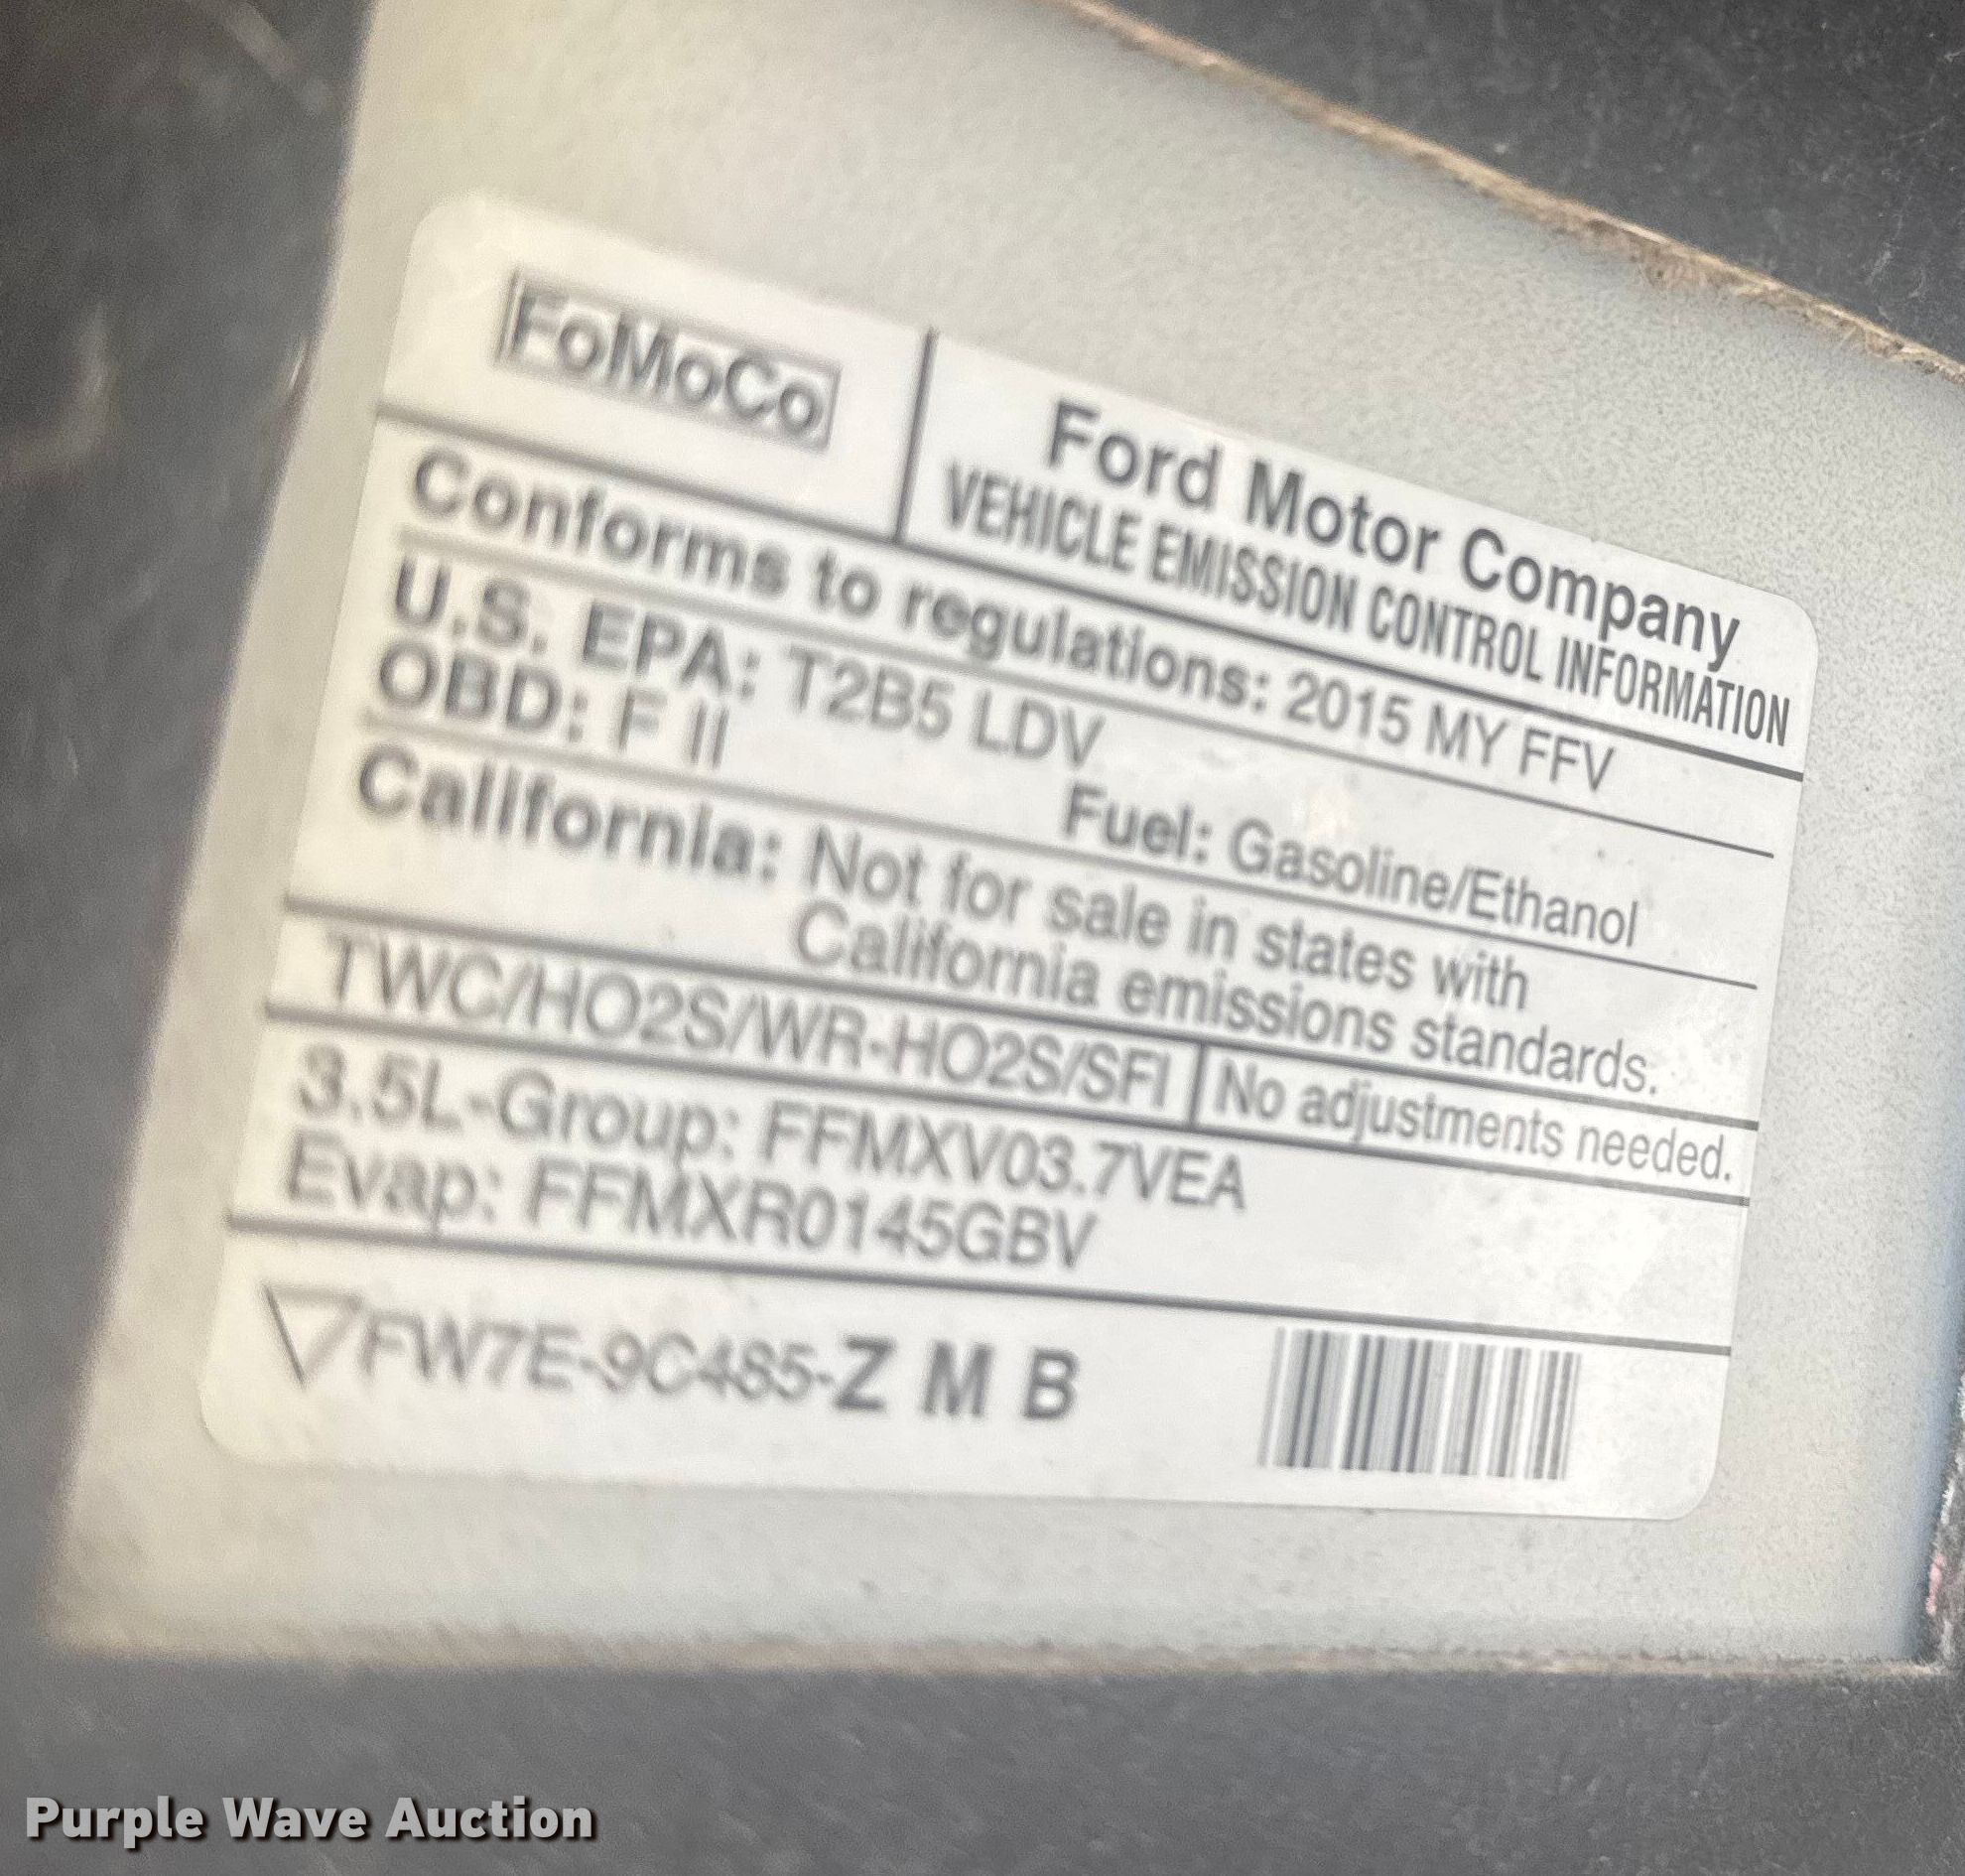 FoMoCo
Ford Motor Company
VEHICLE EMISSION CONTROL INFORMATION
Conforms to regulations: 2015 MY FFV
U.S. EPA: T2B5 LDV
OBD: F II
Fuel: Gasoline/Ethanol
California: Not for sale in states with
California emissions standards.
TWC/HO2S/WR-HO2S/SFI
No adjustments needed.
3.5L-Group: FFMXV03.7VEA
Evap: FFMXR0145GBV
FW7E-9C485-Z M B
Purple Wave Auction